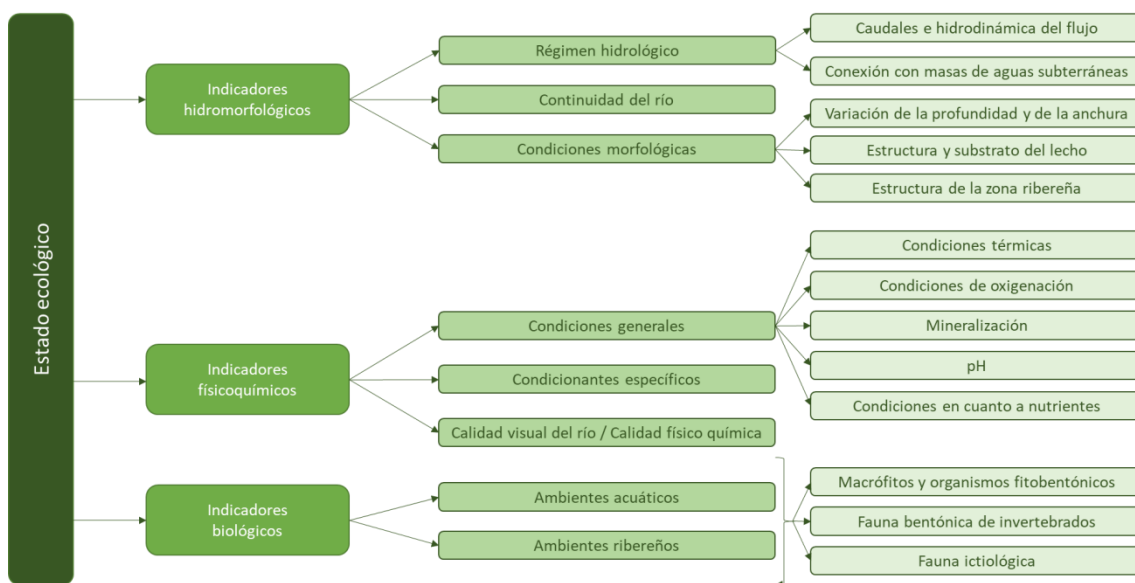 Estado ecológico
Indicadores
hidromorfológicos
Régimen hidrológico
Caudales e hidrodinámica del flujo
Conexión con masas de aguas subterráneas
Continuidad del río
Condiciones morfológicas
Variación de la profundidad y de la anchura
Estructura y substrato del lecho
Estructura de la zona ribereña
Indicadores
físicoquímicos
Condiciones generales
Condiciones térmicas
Condiciones de oxigenación
Mineralización
pH
Condiciones en cuanto a nutrientes
Condicionantes específicos
Calidad visual del río / Calidad físico química
Indicadores
biológicos
Ambientes acuáticos
Ambientes ribereños
Macrófitos y organismos fitobentónicos
Fauna bentónica de invertebrados
Fauna ictiológica